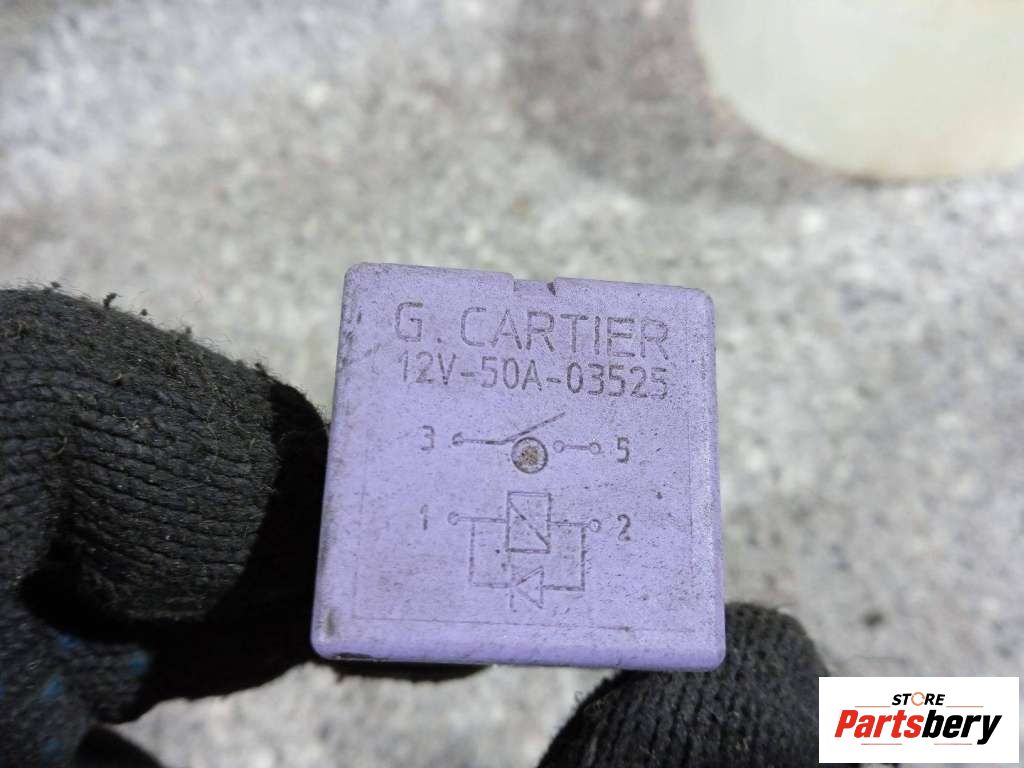 G. CARTIER
12V-50A-03525
3 5
1 2
STORE
Partsbery